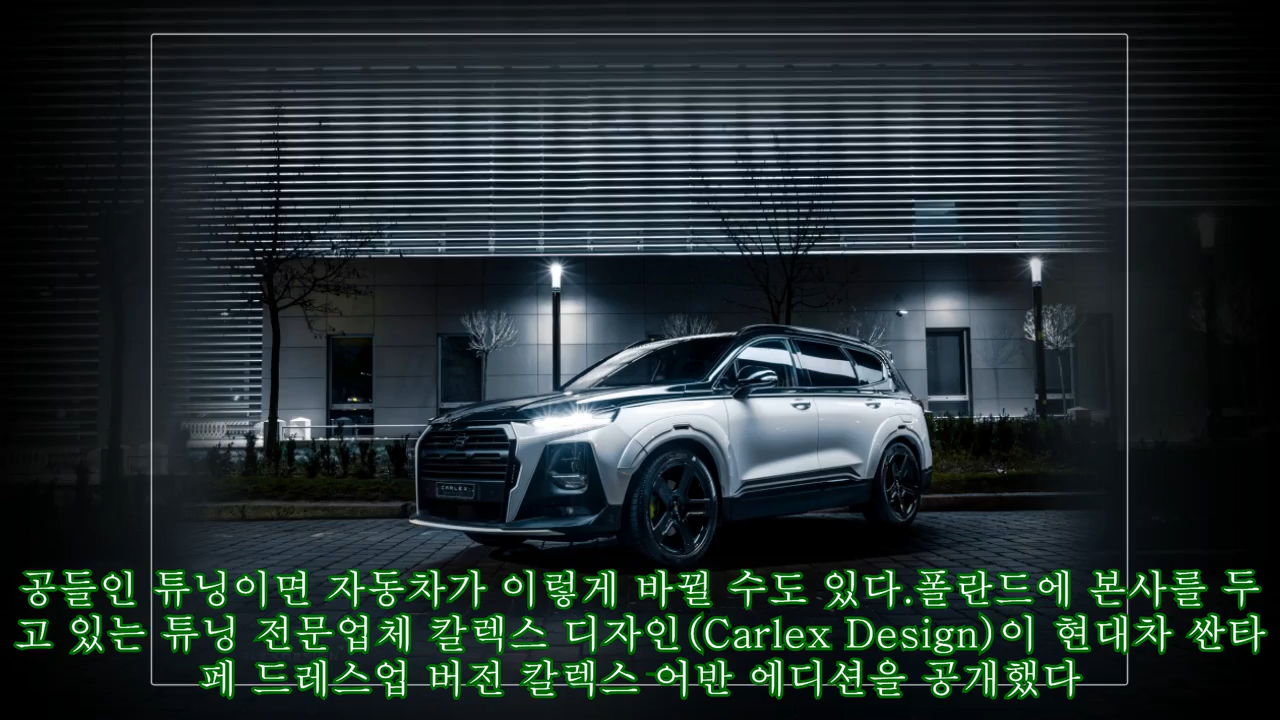 CARLEX
공들인 튜닝이면 자동차가 이렇게 바뀔 수도 있다.폴란드에 본사를 두
고 있는 튜닝 전문업체 칼렉스 디자인(Carlex Design)이 현대차 싼타
페 드레스업 버전 칼렉스 어반 에디션을 공개했다